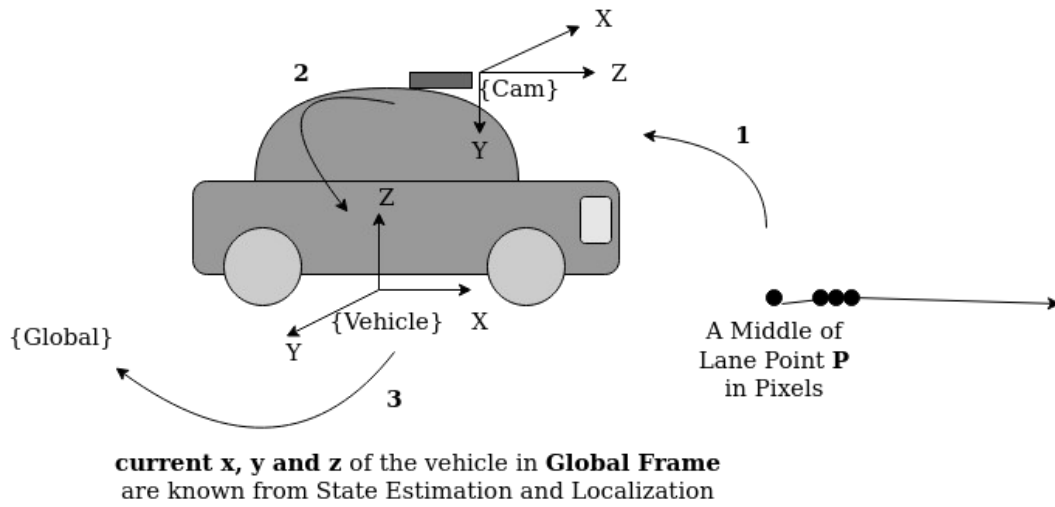 X
2
Z
{Cam}
1
Y
Z
{Vehicle}
X
{Global}
Y
A Middle of
Lane Point P
in Pixels
3
current x, y and z of the vehicle in Global Frame
are known from State Estimation and Localization